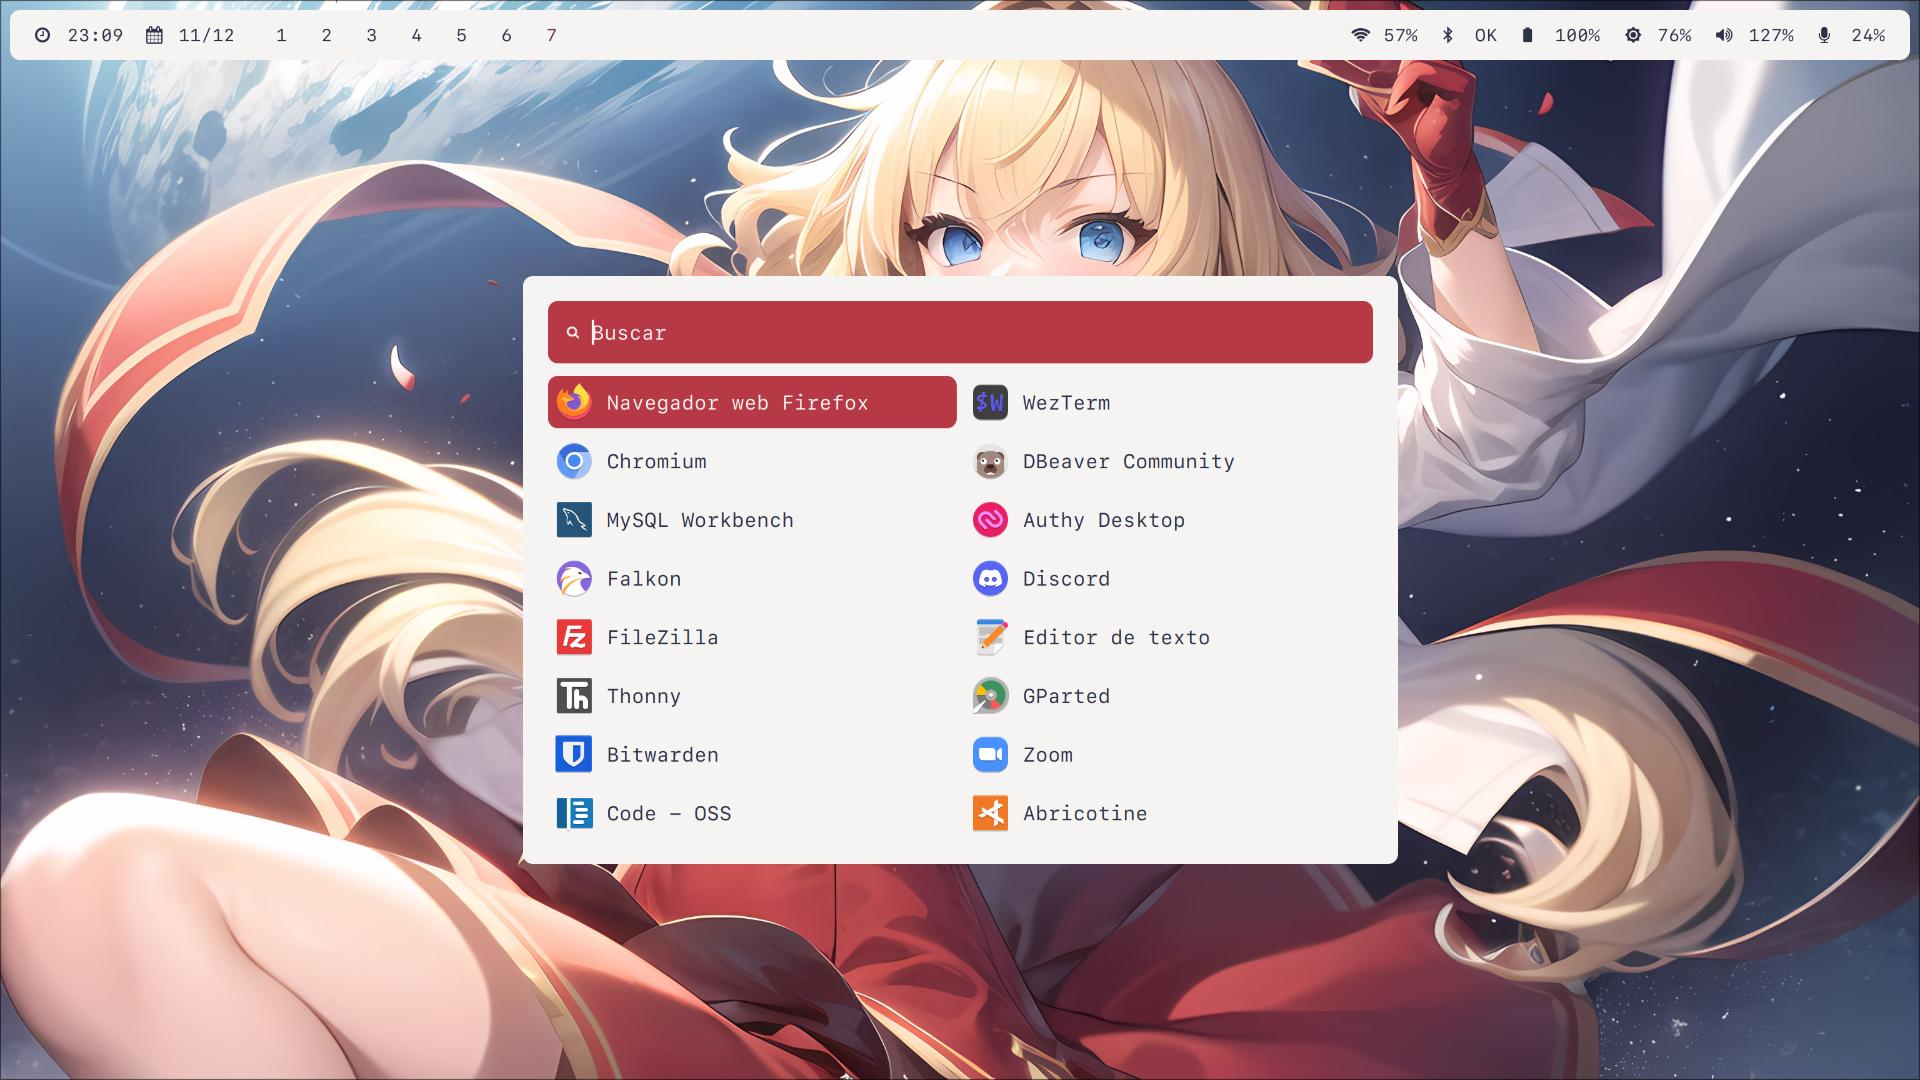 23:09 11/12 1 2 3 4 5 6 7 57% OK 100% 76% 127% 24%
Buscar
Navegador web Firefox
$W WezTerm
Chromium
DBeaver Community
MySQL Workbench
Authy Desktop
Falkon
Discord
Fz FileZilla
Editor de texto
Th Thonny
GParted
Bitwarden
Zoom
Code – OSS
Abricotine